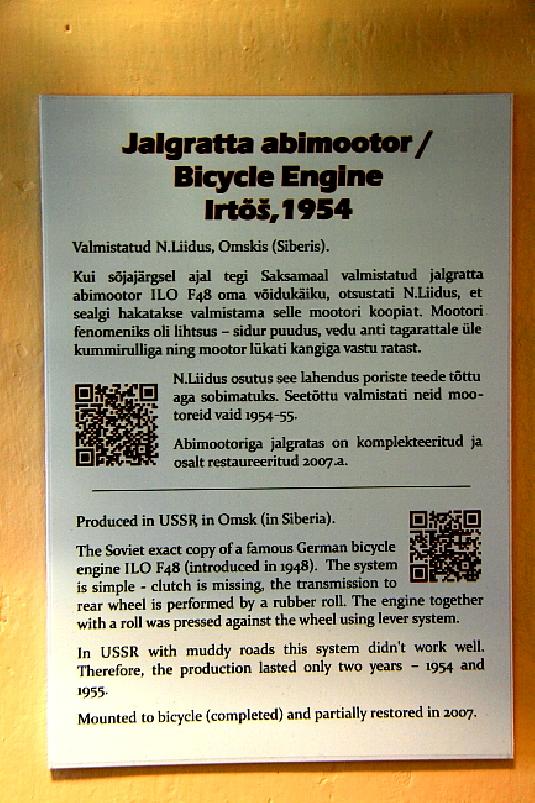 Jalgratta abimootor /
Bicycle Engine
Irtõš, 1954
Valmistatud N.Liidus, Omskis (Siberis).
Kui sõjajärgsel ajal tegi Saksamaal valmistatud jalgratta
abimootor ILO F48 oma võidukäiku, otsustati N.Liidus, et
sealgi hakatakse valmistama selle mootori koopiat. Mootori
fenomeniks oli lihtsus – sidur puudus, vedu anti tagarattale üle
kummirulliga ning mootor lükati kangiga vastu ratast.
N.Liidus osutus see lahendus poriste teede tõttu
aga sobimatuks. Seetõttu valmistati neid moo-
toreid vaid 1954-55.
Abimootoriga jalgratas on komplekteeritud ja
osalt restaureeritud 2007.a.
Produced in USSR in Omsk (in Siberia).
The Soviet exact copy of a famous German bicycle
engine ILO F48 (introduced in 1948). The system
is simple - clutch is missing, the transmission to
rear wheel is performed by a rubber roll. The engine together
with a roll was pressed against the wheel using lever system.
In USSR with muddy roads this system didn't work well.
Therefore, the production lasted only two years – 1954 and
1955.
Mounted to bicycle (completed) and partially restored in 2007.